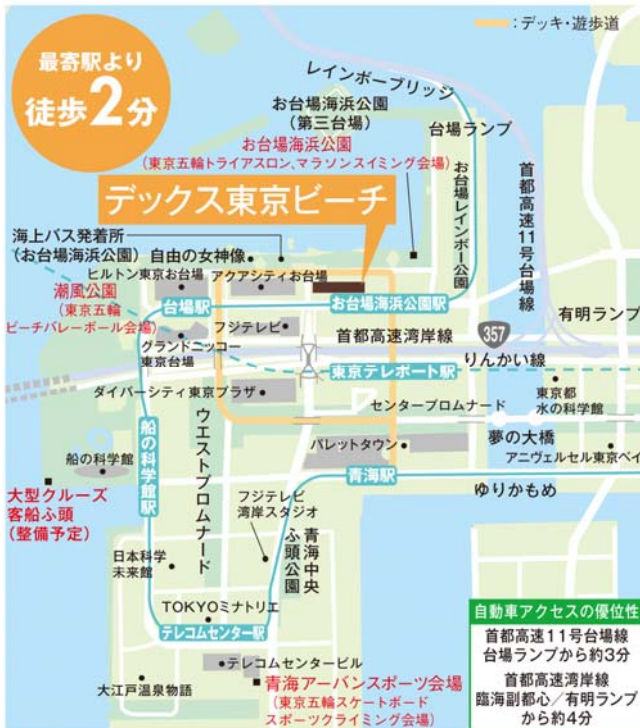 ：デッキ・遊歩道
最寄駅より
徒歩2分
レインボーブリッジ
お台場海浜公園
（第三台場）
台場ランプ
お台場海浜公園
（東京五輪トライアスロン、マラソンスイミング会場）
デックス東京ビーチ
お台場レインボー公園
首都高速11号台場線
海上バス発着所
（お台場海浜公園）
自由の女神像
ヒルトン東京お台場
アクアシティお台場
潮風公園
（東京五輪
ビーチバレーボール会場）
台場駅
お台場海浜公園駅
有明ランプ
フジテレビ
首都高速湾岸線
357
グランドニッコー
東京台場
りんかい線
東京テレポート駅
ダイバーシティ東京プラザ
センタープロムナード
東京都
水の科学館
夢の大橋
パレットタウン
アニヴェルセル東京ベイ
船の科学館
船の科学館駅
ウエストプロムナード
青海駅
ゆりかもめ
大型クルーズ
客船ふ頭
（整備予定）
フジテレビ
湾岸スタジオ
青海中央
ふ頭公園
日本科学
未来館
TOKYOミナトリエ
テレコムセンター駅
テレコムセンタービル
大江戸温泉物語
青海アーバンスポーツ会場
（東京五輪スケートボード
スポーツクライミング会場）
自動車アクセスの優位性
首都高速11号台場線
台場ランプから約3分
首都高速湾岸線
臨海副都心／有明ランプ
から約4分